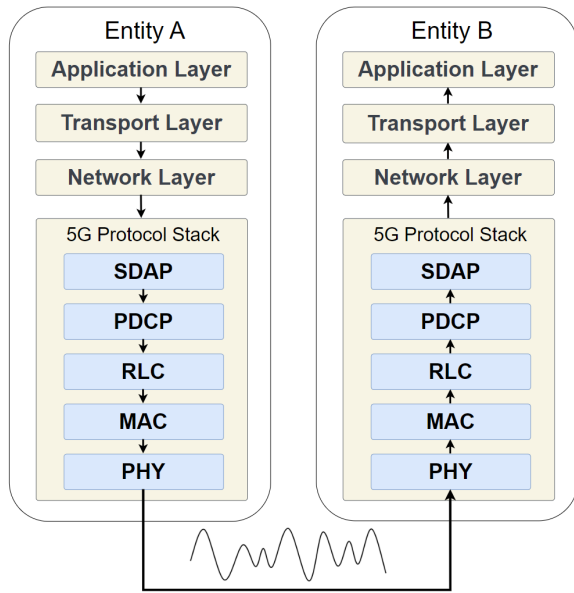 Entity A
Application Layer
Transport Layer
Network Layer
5G Protocol Stack
SDAP
PDCP
RLC
MAC
PHY
Entity B
Application Layer
Transport Layer
Network Layer
5G Protocol Stack
SDAP
PDCP
RLC
MAC
PHY